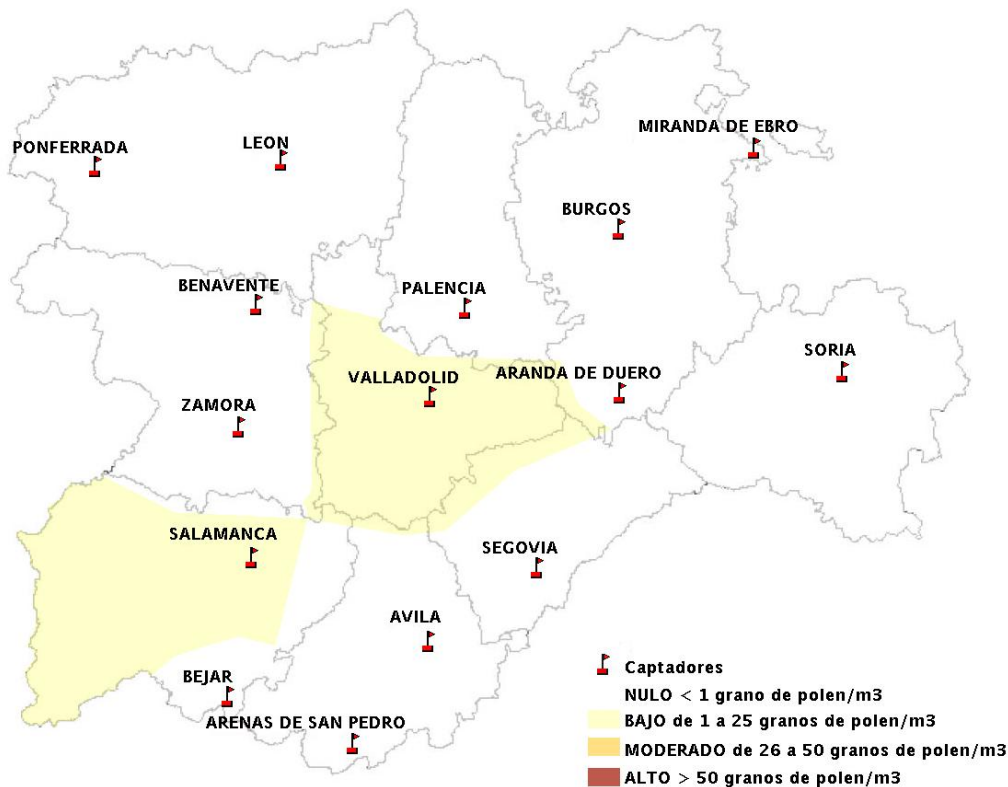 MIRANDA DE EBRO
PONFERRADA
LEON
BURGOS
BENAVENTE
PALENCIA
SORIA
VALLADOLID
ARANDA DE DUERO
ZAMORA
SALAMANCA
SEGOVIA
AVILA
BEJAR
ARENAS DE SAN PEDRO
Captadores
NULO < 1 grano de polen/m3
BAJO de 1 a 25 granos de polen/m3
MODERADO de 26 a 50 granos de polen/m3
ALTO > 50 granos de polen/m3